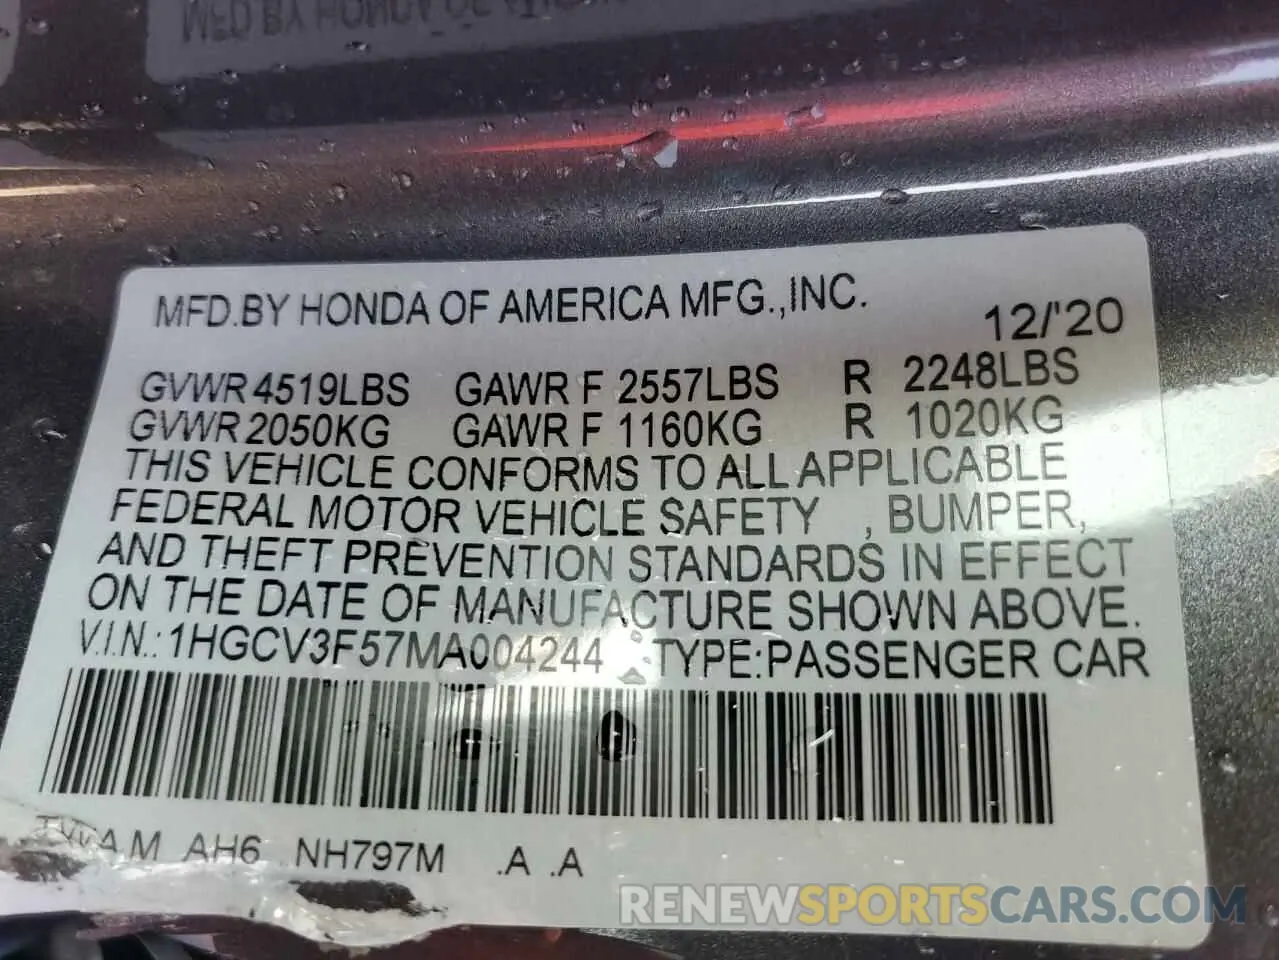 MFD.BY HONDA OF AMERICA MFG.,INC.
12/'20
GVWR 4519LBS GAWR F 2557LBS R 2248LBS
GVWR 2050KG GAWR F 1160KG R 1020KG
THIS VEHICLE CONFORMS TO ALL APPLICABLE
FEDERAL MOTOR VEHICLE SAFETY , BUMPER,
AND THEFT PREVENTION STANDARDS IN EFFECT
ON THE DATE OF MANUFACTURE SHOWN ABOVE.
V.I.N.: 1HGCV3F57MA004244 TYPE:PASSENGER CAR
AH6 NH797M .A .A
RENEWSPORTSCARS.COM